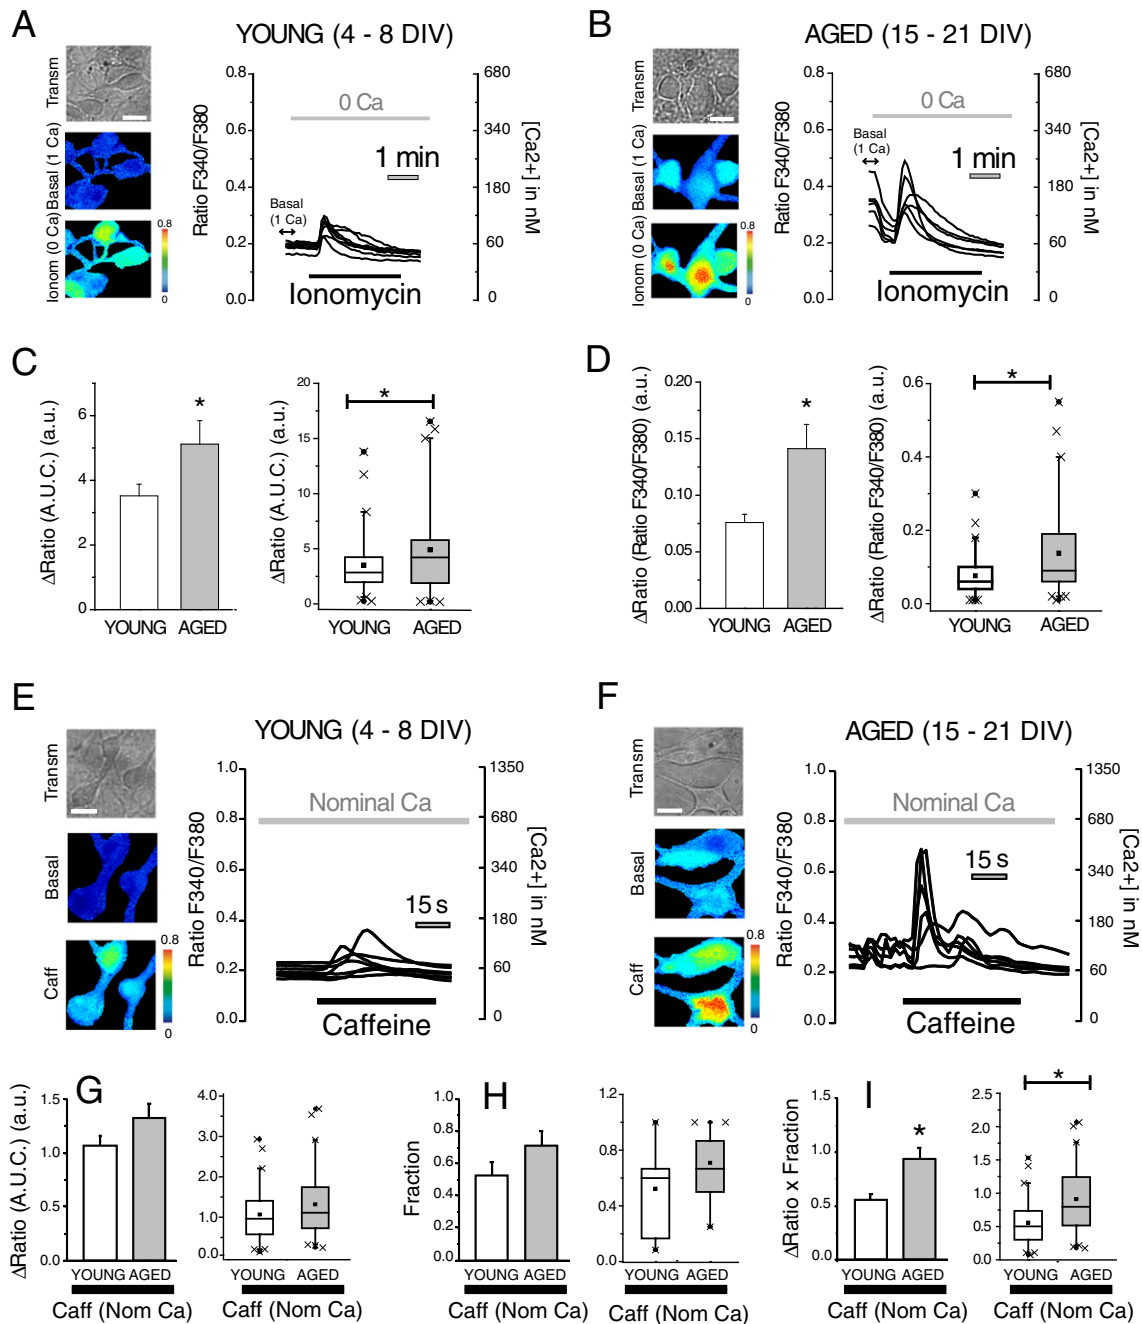 A
YOUNG (4 - 8 DIV)
Transm
Basal (1 Ca)
Ionom (0 Ca)
0.8
0
Ratio F340/F380
0.8
0.6
0.4
0.2
0.0
0 Ca
1 min
Basal
(1 Ca)
Ionomycin
680
340
180
60
0
[Ca2+] in nM
B
AGED (15 - 21 DIV)
Transm
Basal (1 Ca)
Ionom (0 Ca)
0.8
0
Ratio F340/F380
0.8
0.6
0.4
0.2
0.0
0 Ca
Basal
(1 Ca)
1 min
Ionomycin
680
340
180
60
0
[Ca2+] in nM
C
ΔRatio (A.U.C.) (a.u.)
6
4
2
0
*
YOUNG AGED
ΔRatio (A.U.C.) (a.u.)
20
15
10
5
0
*
YOUNG AGED
D
ΔRatio (Ratio F340/F380) (a.u.)
0.20
0.15
0.10
0.05
0.00
*
YOUNG AGED
ΔRatio (Ratio F340/F380) (a.u.)
0.6
0.4
0.2
0.0
*
YOUNG AGED
E
YOUNG (4 - 8 DIV)
Transm
Basal
Caff
0.8
0
Ratio F340/F380
1.0
0.8
0.6
0.4
0.2
0.0
Nominal Ca
15 s
Caffeine
1350
680
340
180
60
0
[Ca2+] in nM
F
AGED (15 - 21 DIV)
Transm
Basal
Caff
0.8
0
Ratio F340/F380
1.0
0.8
0.6
0.4
0.2
0.0
Nominal Ca
15 s
Caffeine
1350
680
340
180
60
0
[Ca2+] in nM
G
ΔRatio (A.U.C.) (a.u.)
1.5
1.0
0.5
0.0
YOUNG AGED
Caff (Nom Ca)
4.0
3.0
2.0
1.0
0.0
YOUNG AGED
Caff (Nom Ca)
H
Fraction
1.0
0.8
0.6
0.4
0.2
0.0
YOUNG AGED
Caff (Nom Ca)
1.2
0.8
0.4
0.0
YOUNG AGED
Caff (Nom Ca)
I
ΔRatio x Fraction
1.5
1.0
0.5
0.0
*
YOUNG AGED
Caff (Nom Ca)
2.5
2.0
1.5
1.0
0.5
0.0
*
YOUNG AGED
Caff (Nom Ca)